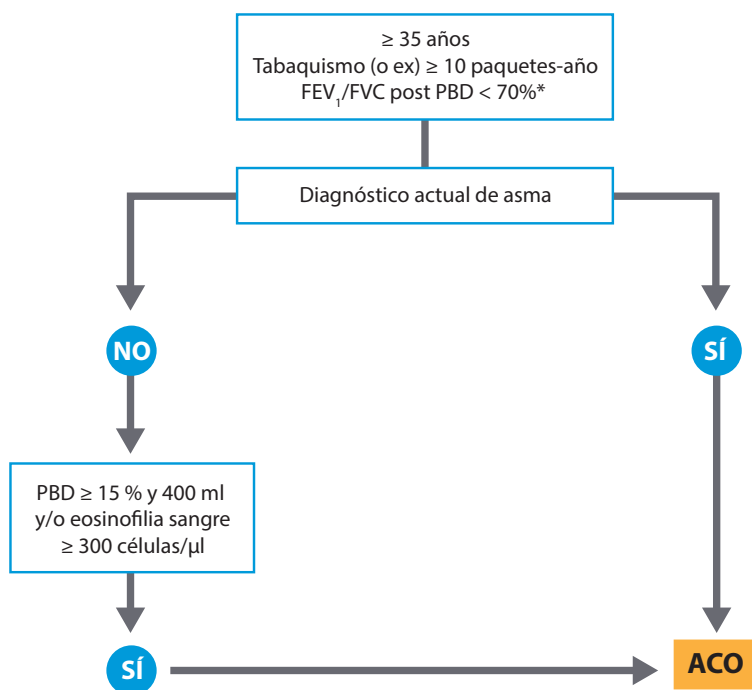 ≥ 35 años
Tabaquismo (o ex) ≥ 10 paquetes-año
FEV₁/FVC post PBD < 70%*
Diagnóstico actual de asma
NO
SÍ
PBD ≥ 15 % y 400 ml
y/o eosinofilia sangre
≥ 300 células/µl
SÍ
ACO